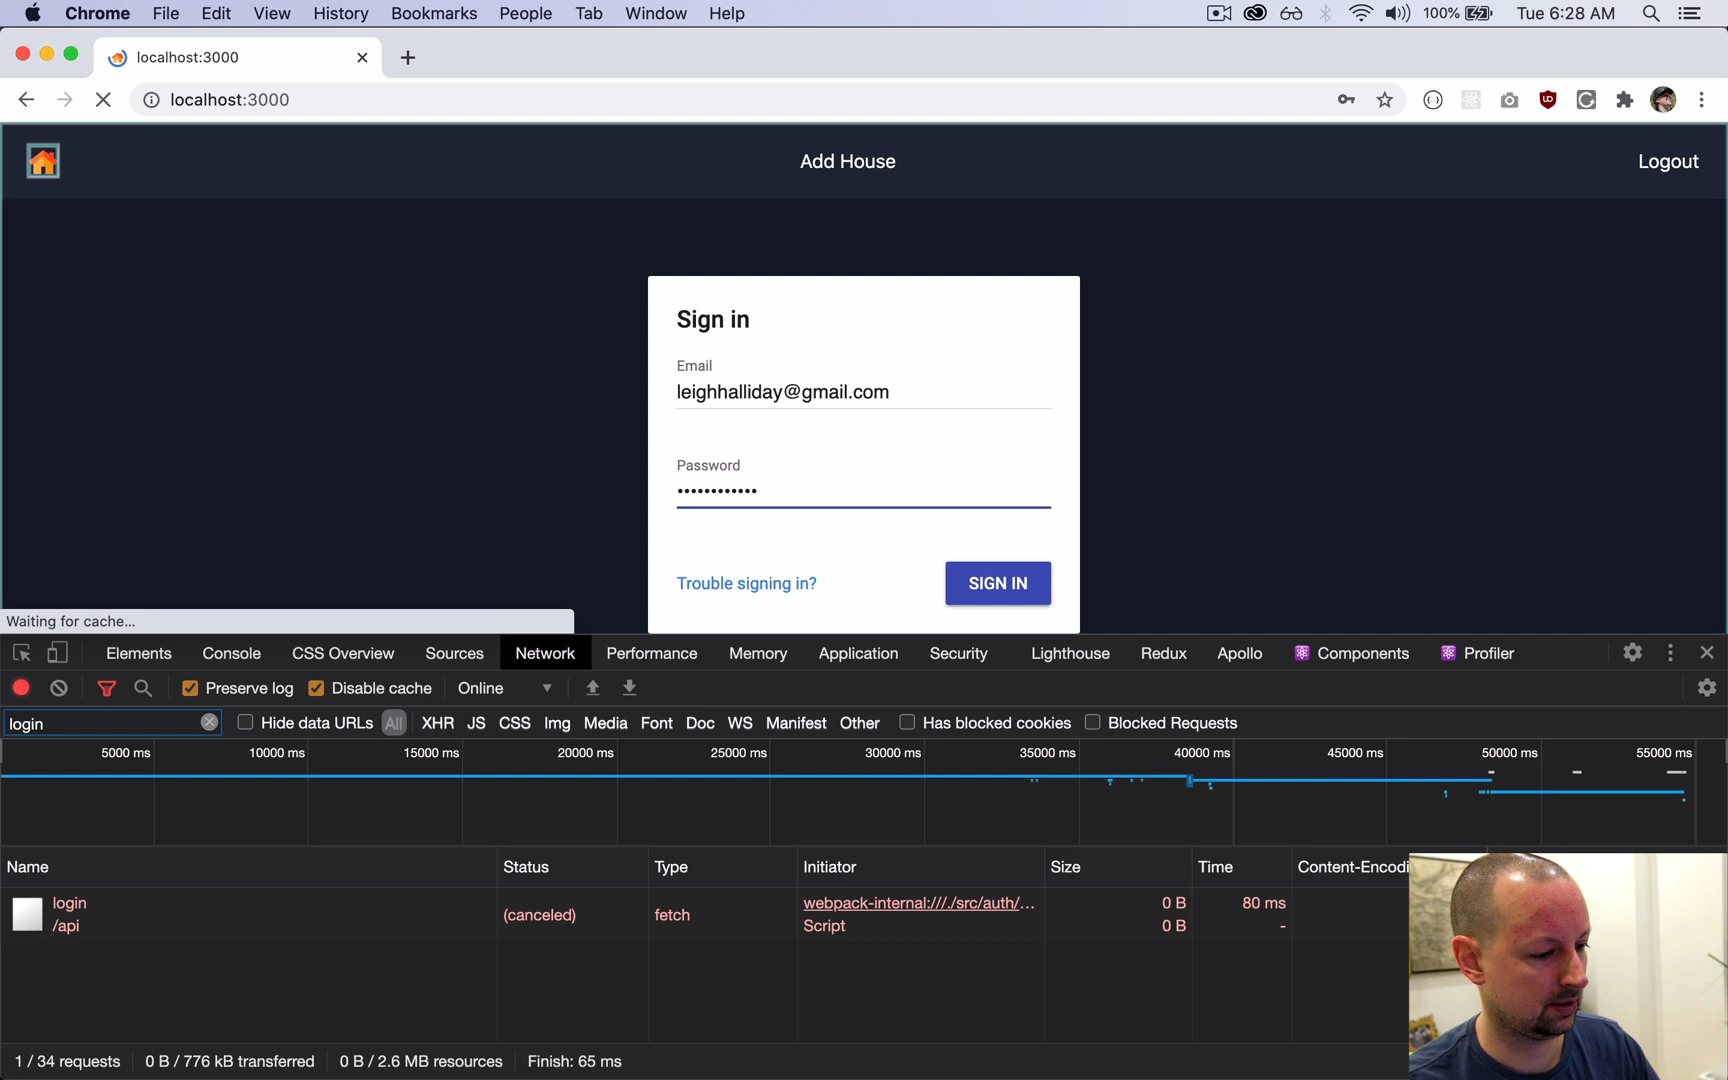 Chrome File Edit View History Bookmarks People Tab Window Help 100% Tue 6:28 AM
localhost:3000
localhost:3000
Add House Logout
Sign in
Email
leighhalliday@gmail.com
Password
••••••••••••
Trouble signing in? SIGN IN
Waiting for cache...
Elements Console CSS Overview Sources Network Performance Memory Application Security Lighthouse Redux Apollo Components Profiler
Preserve log Disable cache Online
login Hide data URLs All XHR JS CSS Img Media Font Doc WS Manifest Other Has blocked cookies Blocked Requests
5000 ms 10000 ms 15000 ms 20000 ms 25000 ms 30000 ms 35000 ms 40000 ms 45000 ms 50000 ms 55000 ms
Name Status Type Initiator Size Time Content-Encodi
login (canceled) fetch webpack-internal:///./src/auth/... 0 B 80 ms
/api Script 0 B -
1 / 34 requests 0 B / 776 kB transferred 0 B / 2.6 MB resources Finish: 65 ms